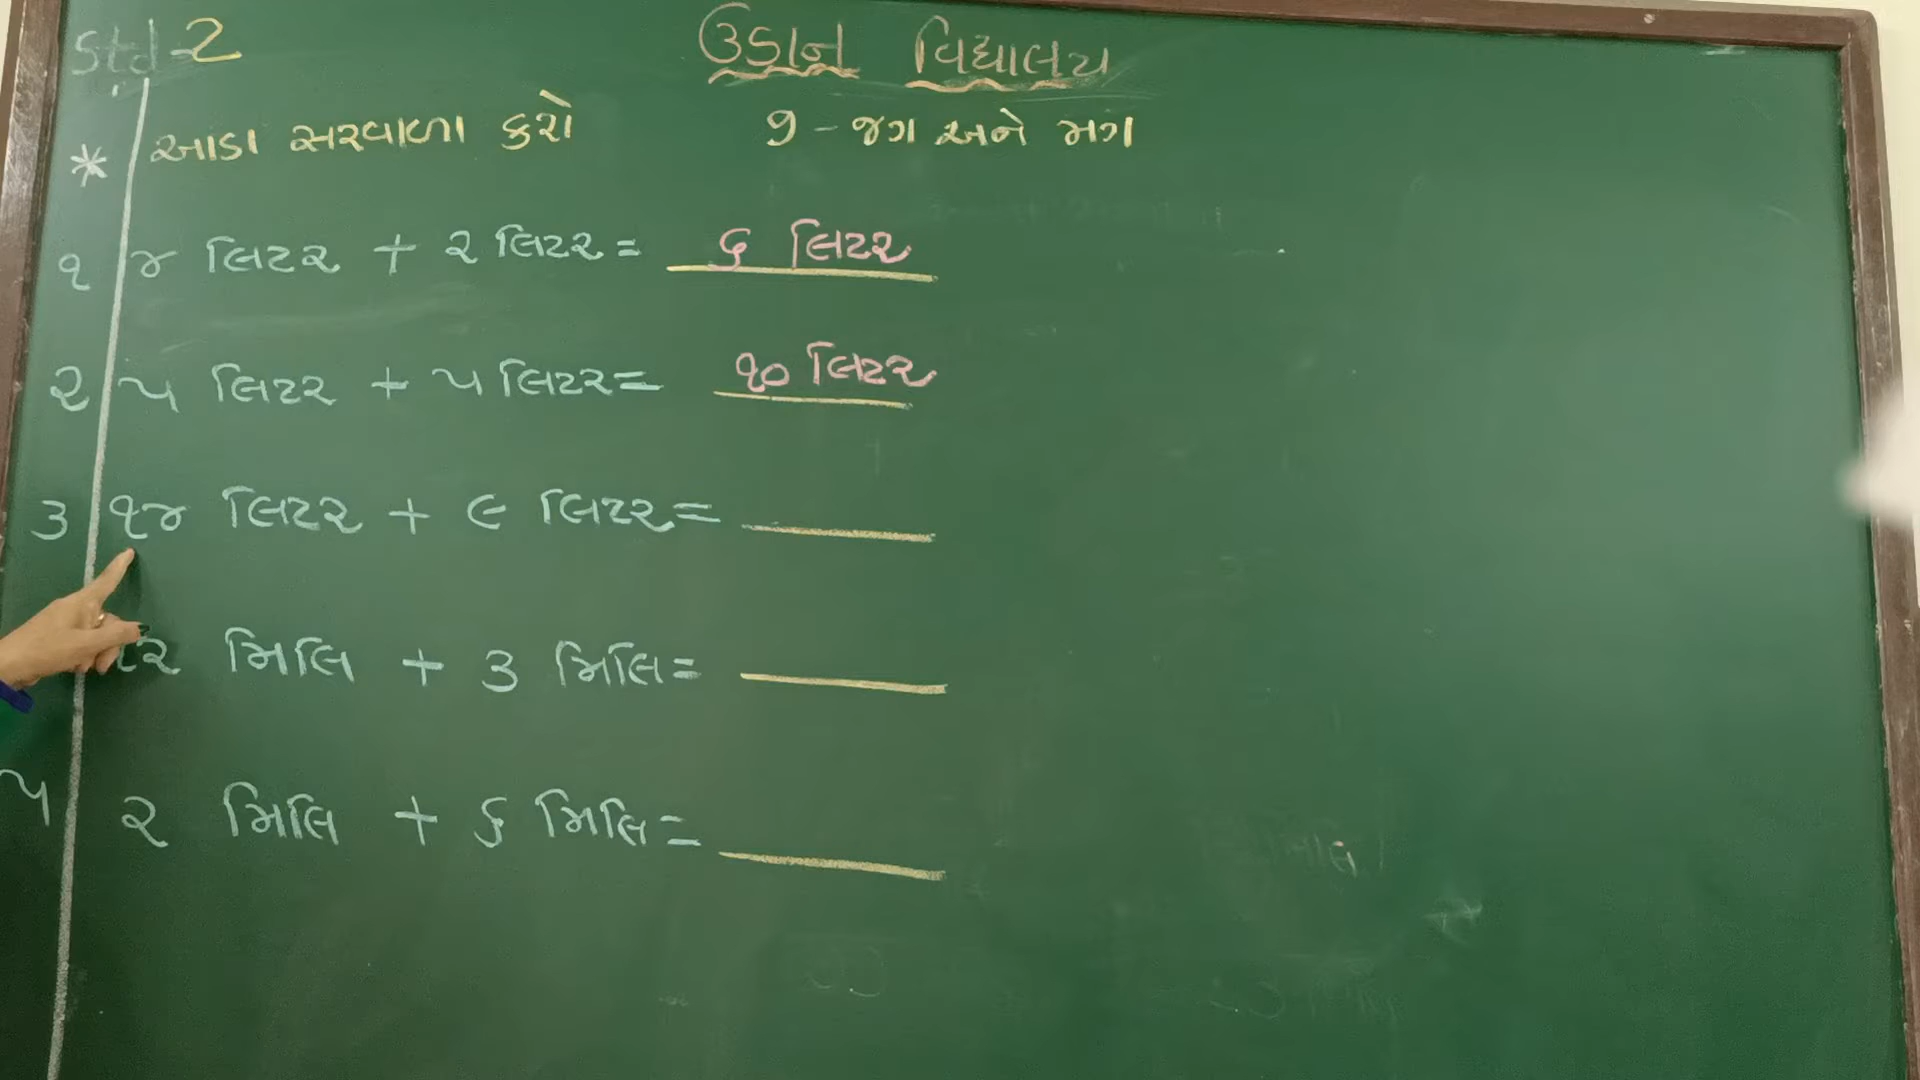 Std-2
ઉડાન વિદ્યાલય
* આડા સરવાળા કરો
૭ - જગ અને મગ
૧ ૪ લિટર + ૨ લિટર = ૬ લિટર
૨ ૫ લિટર + ૫ લિટર = ૧૦ લિટર
૩ ૧૪ લિટર + ૯ લિટર =
૨ મિલિ + ૩ મિલિ =
૫ ૨ મિલિ + ૬ મિલિ =